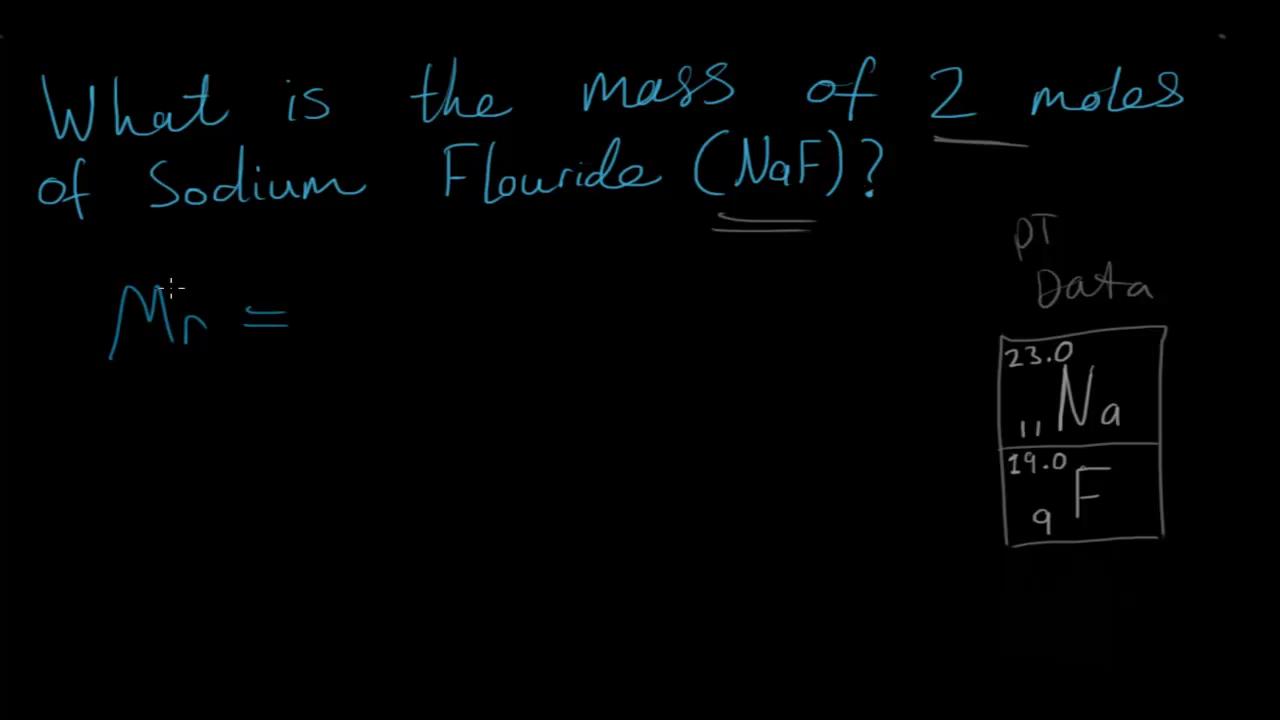 What is the mass of 2 moles
of Sodium Flouride (NaF)?
Mr =
PT
Data
23.0
11 Na
19.0
9 F